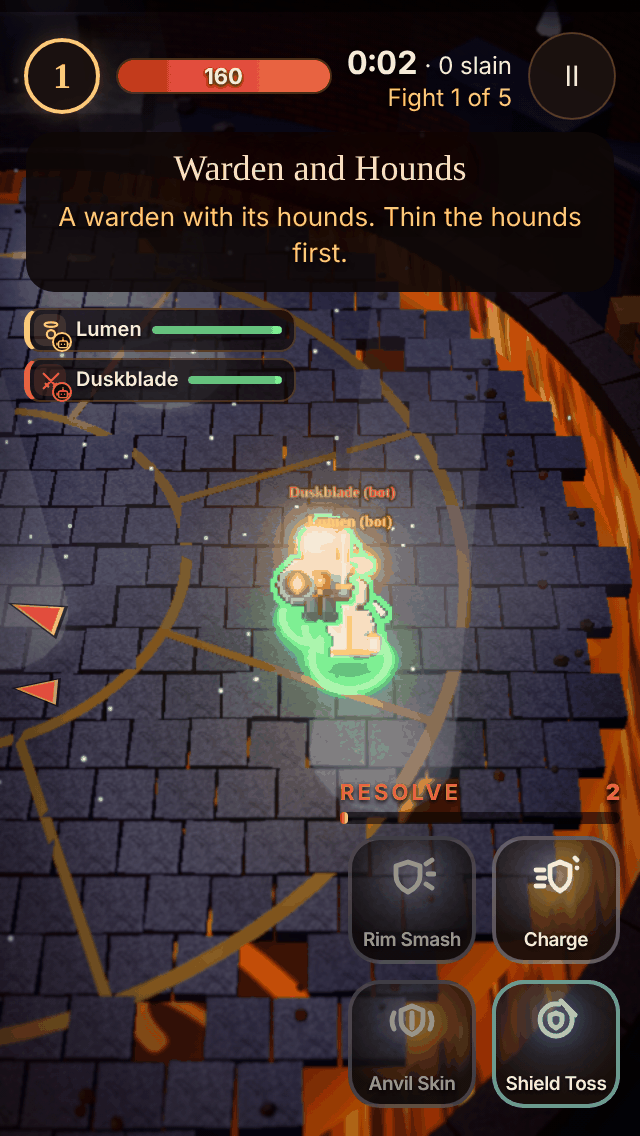 1
160
0:02 · 0 slain
Fight 1 of 5
Warden and Hounds
A warden with its hounds. Thin the hounds
first.
Lumen
Duskblade
Duskblade (bot)
Lumen (bot)
RESOLVE 2
Rim Smash
Charge
Anvil Skin
Shield Toss